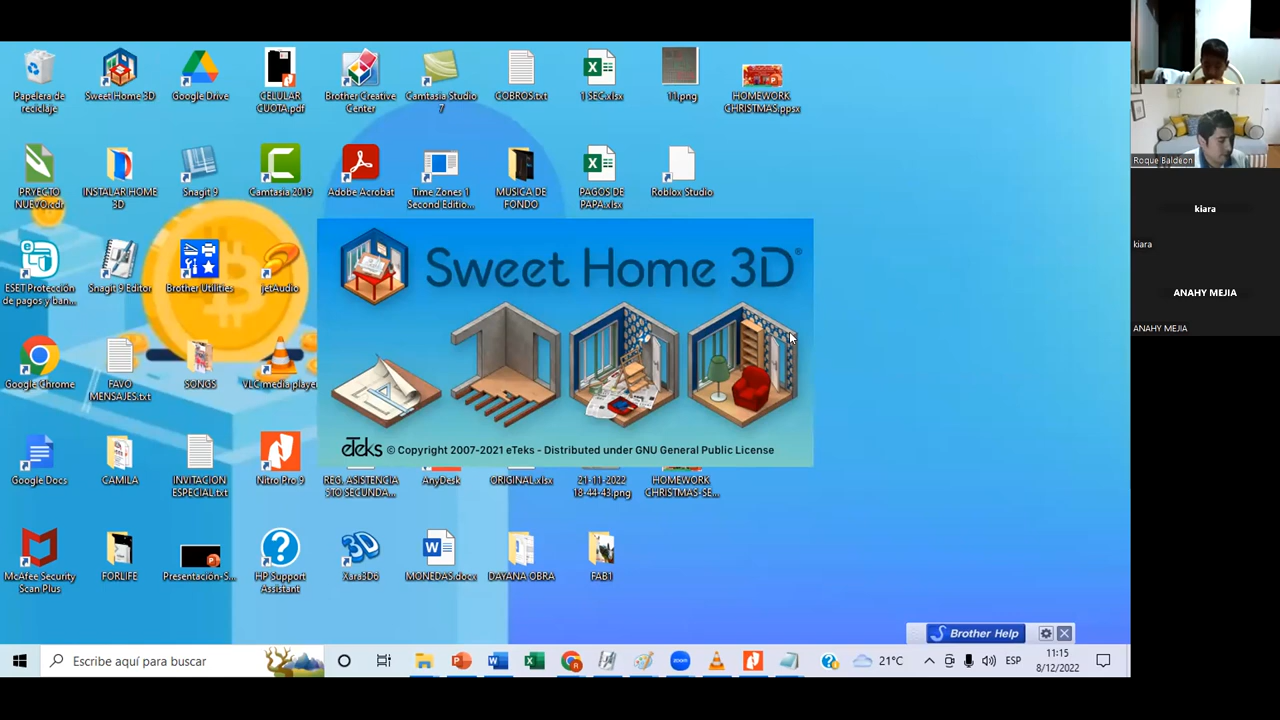 Papelera de
reciclaje
Sweet Home 3D
Google Drive
CELULAR
CUOTA.pdf
Brother Creative
Center
Camtasia Studio
7
COBROS.txt
1 SEC.xlsx
11.png
HOMEWORK
CHRISTMAS.ppsx
PRYECTO
NUEVO.cdr
INSTALAR HOME
3D
Snagit 9
Camtasia 2019
Adobe Acrobat
Time Zones 1
Second Editio...
MUSICA DE
FONDO
PAGOS DE
PAPA.xlsx
Roblox Studio
ESET Protección
de pagos y ban...
Snagit 9 Editor
Brother Utilities
jetAudio
Sweet Home 3D®
eTeks © Copyright 2007-2021 eTeks - Distributed under GNU General Public License
Google Chrome
FAVO
MENSAJES.txt
SONGS
VLC media player
Google Docs
CAMILA
INVITACION
ESPECIAL.txt
Nitro Pro 9
REG. ASISTENCIA
5TO SECUNDA...
AnyDesk
ORIGINAL.xlsx
21-11-2022
18-44-43.png
HOMEWORK
CHRISTMAS-SE...
McAfee Security
Scan Plus
FORLIFE
Presentación-S...
HP Support
Assistant
Xara3D6
MONEDAS.docx
DAYANA OBRA
FAB1
Brother Help
Escribe aquí para buscar
zoom
21°C
ESP
11:15
8/12/2022
Roque Baldeon
kiara
kiara
ANAHY MEJIA
ANAHY MEJIA